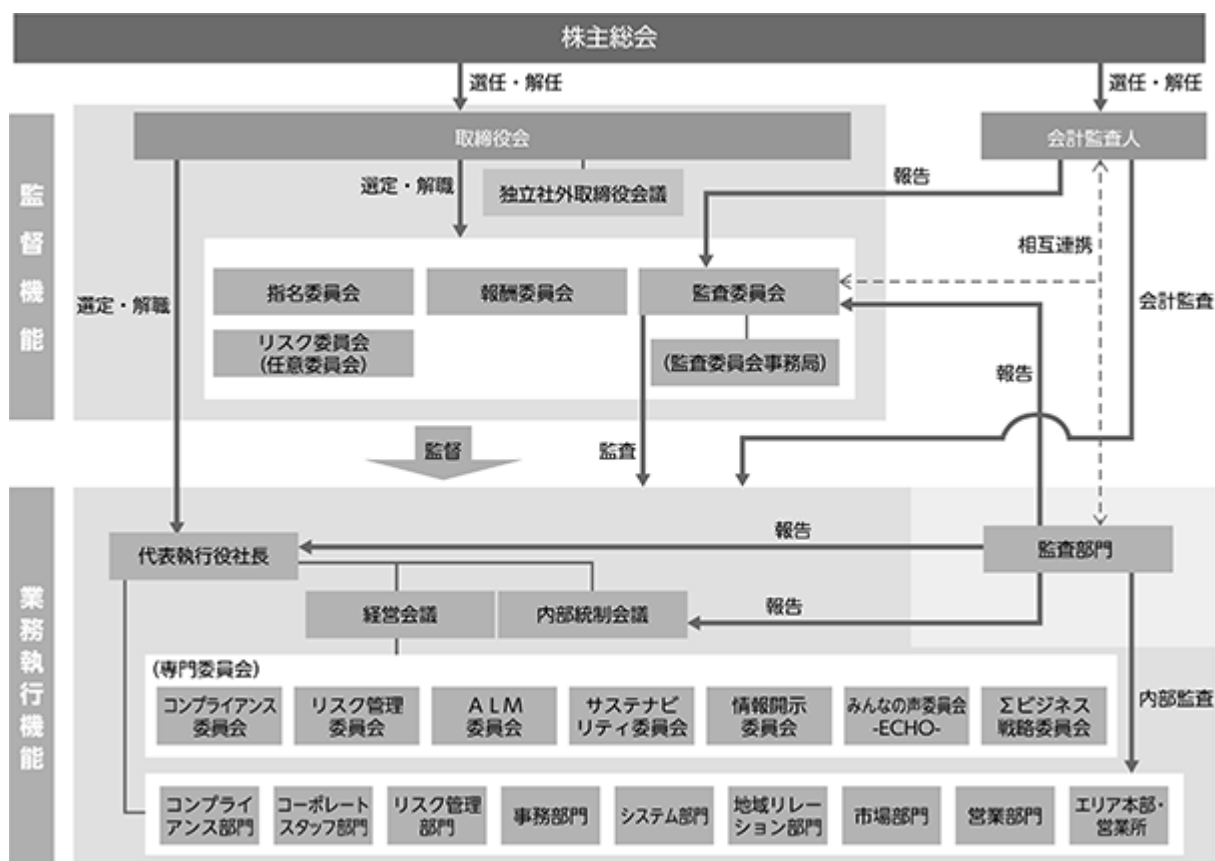 株主総会
選任・解任
選任・解任
監督機能
取締役会
会計監査人
選定・解職
独立社外取締役会議
報告
相互連携
選定・解職
指名委員会
報酬委員会
監査委員会
会計監査
リスク委員会
(任意委員会)
(監査委員会事務局)
報告
監督
監査
業務執行機能
代表執行役社長
報告
監査部門
経営会議
内部統制会議
報告
(専門委員会)
コンプライアンス
委員会
リスク管理
委員会
ALM
委員会
サステナビ
リティ委員会
情報開示
委員会
みんなの声委員会
-ECHO-
Σビジネス
戦略委員会
内部監査
コンプライ
アンス部門
コーポレート
スタッフ部門
リスク管理
部門
事務部門
システム部門
地域リレー
ション部門
市場部門
営業部門
エリア本部・
営業所